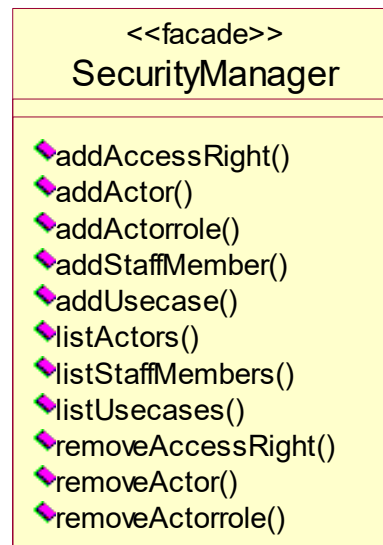 <<facade>>
SecurityManager
addAccessRight()
addActor()
addActorrole()
addStaffMember()
addUsecase()
listActors()
listStaffMembers()
listUsecases()
removeAccessRight()
removeActor()
removeActorrole()